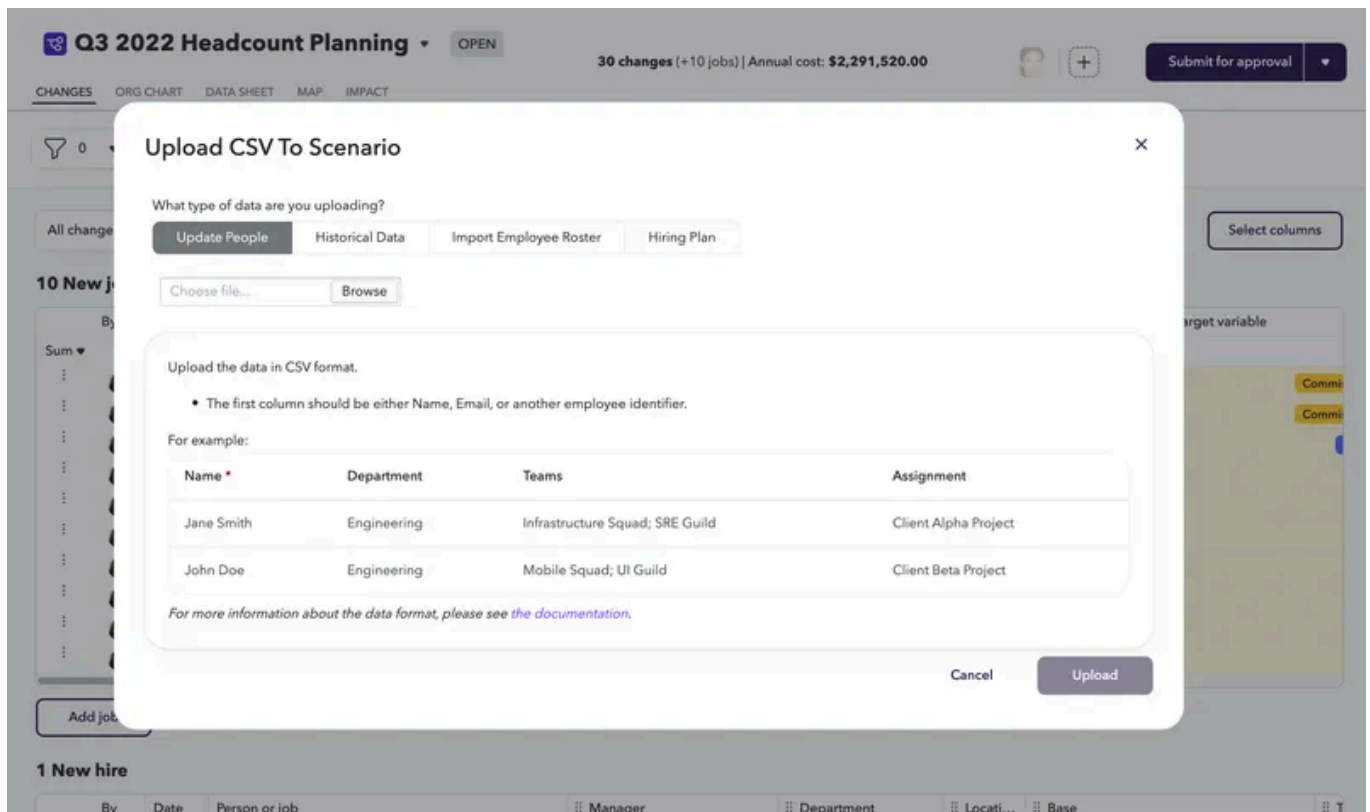 Q3 2022 Headcount Planning OPEN
30 changes (+10 jobs) | Annual cost: $2,291,520.00
Submit for approval
CHANGES ORG CHART DATA SHEET MAP IMPACT
0
Upload CSV To Scenario
What type of data are you uploading?
All change
Update People Historical Data Import Employee Roster Hiring Plan
Select columns
10 New j
Choose file... Browse
By
arget variable
Sum
Upload the data in CSV format.
• The first column should be either Name, Email, or another employee identifier.
Commi
Commi
For example:
Name * Department Teams Assignment
Jane Smith Engineering Infrastructure Squad; SRE Guild Client Alpha Project
John Doe Engineering Mobile Squad; UI Guild Client Beta Project
For more information about the data format, please see the documentation.
Cancel Upload
Add job
1 New hire
By Date Person or job Manager Department Locati... Base T